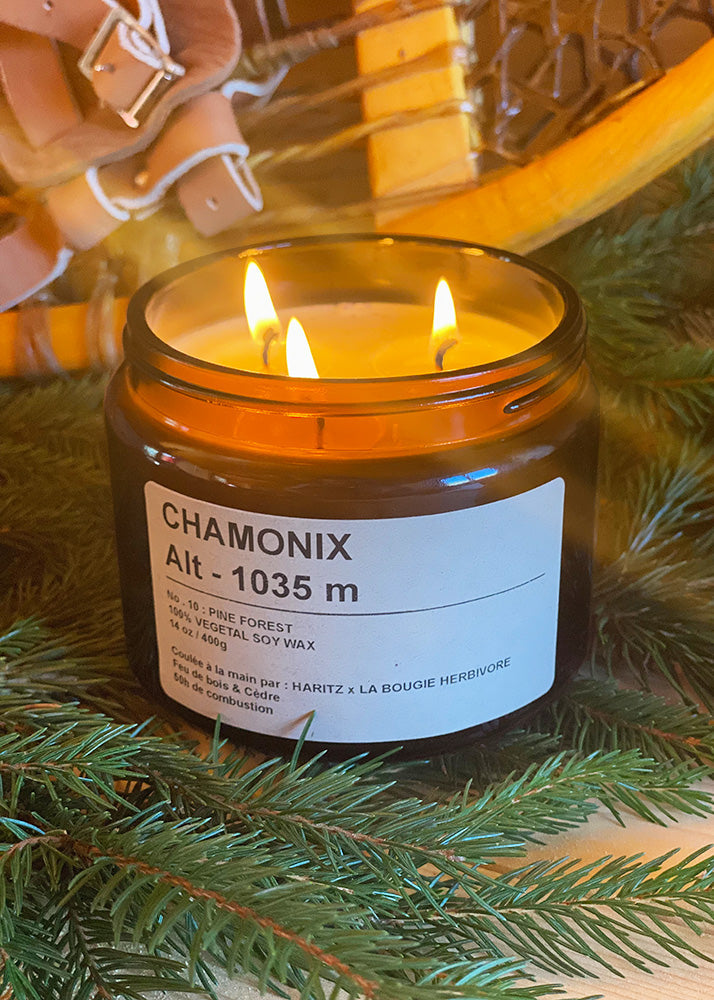 CHAMONIX
Alt - 1035 m
No - 10 : PINE FOREST
100% VEGETAL SOY WAX
14 oz / 400g
Coulée à la main par : HARITZ x LA BOUGIE HERBIVORE
Feu de bois & Cèdre
50h de combustion